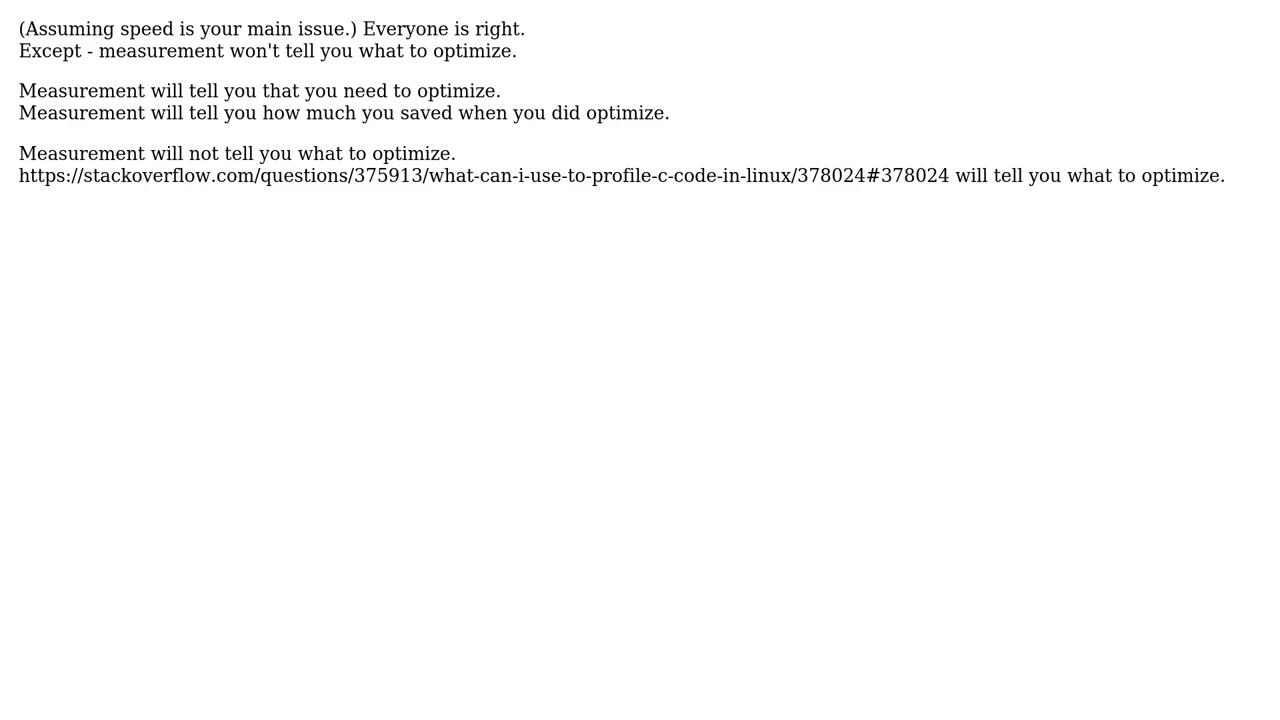 (Assuming speed is your main issue.) Everyone is right.
Except - measurement won't tell you what to optimize.
Measurement will tell you that you need to optimize.
Measurement will tell you how much you saved when you did optimize.
Measurement will not tell you what to optimize.
https://stackoverflow.com/questions/375913/what-can-i-use-to-profile-c-code-in-linux/378024#378024 will tell you what to optimize.